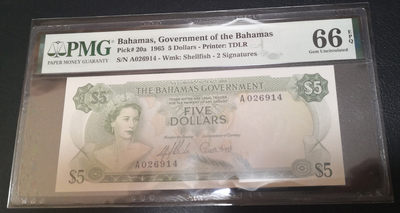 PMG
PAPER MONEY GUARANTY
Bahamas, Government of the Bahamas
Pick# 20a 1965 5 Dollars - Printer: TDLR
S/N A026914 - Wmk: Shellfish - 2 Signatures
66 EPQ
Gem Uncirculated
$5
THE BAHAMAS GOVERNMENT
$5
FIVE
DOLLARS
A026914
A026914
$5
$5